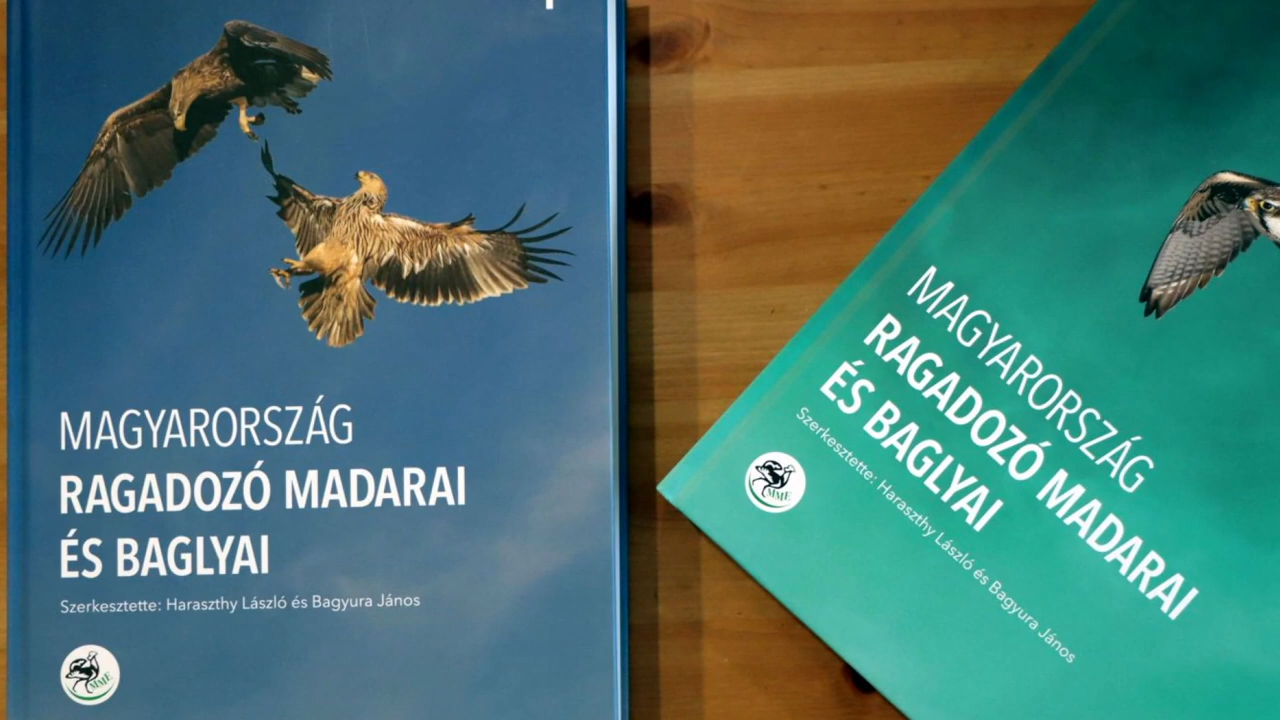 MAGYARORSZÁG
RAGADOZÓ MADARAI
ÉS BAGLYAI
Szerkesztette: Haraszthy László és Bagyura János
MME
MAGYARORSZÁG
RAGADOZÓ MADARAI
ÉS BAGLYAI
Szerkesztette: Haraszthy László és Bagyura János
MME